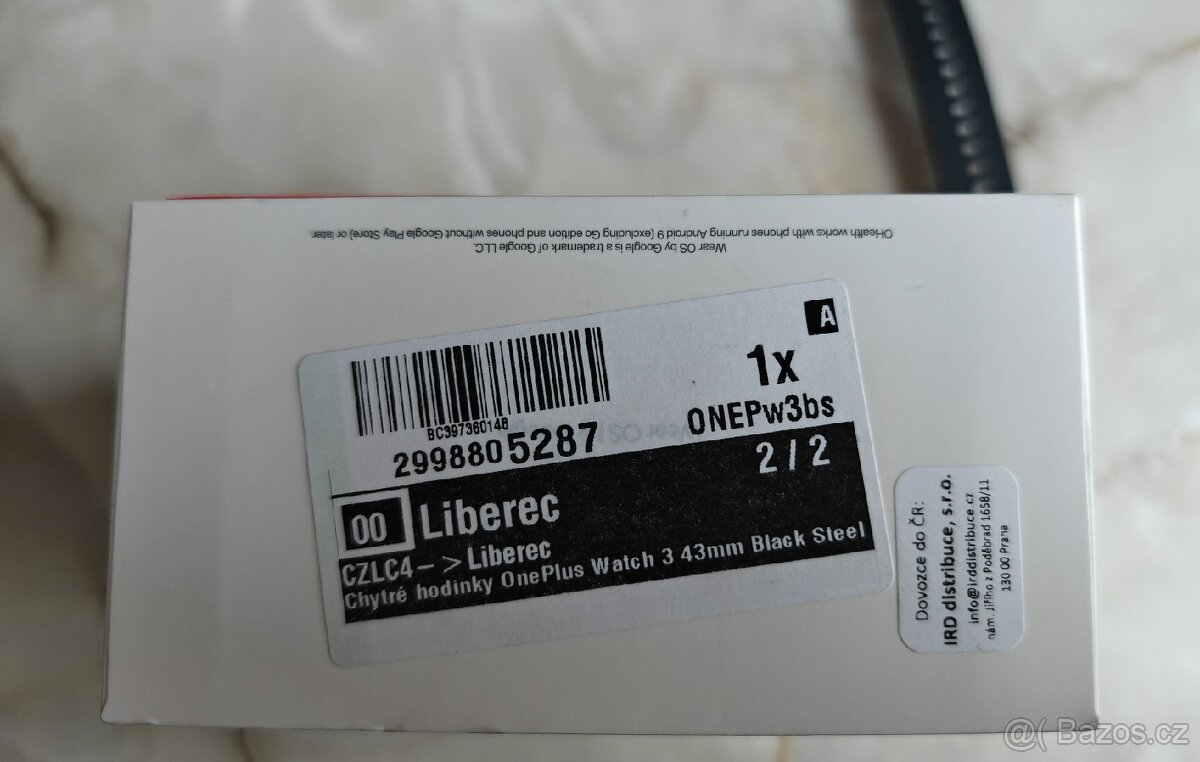 OHealth works with phones running Android 9 (excluding Go edition and phones without Google Play Store) or later.
Wear OS by Google is a trademark of Google LLC.
A
1x
BC397360148
ONEPw3bs
2998805287
2 / 2
00 Liberec
CZLC4-> Liberec
Chytré hodinky OnePlus Watch 3 43mm Black Steel
Dovozce do ČR:
IRD distribuce, s.r.o.
info@irddistribuce.cz
nám. Jiřího z Poděbrad 1658/11
130 00 Praha
@( Bazos.cz